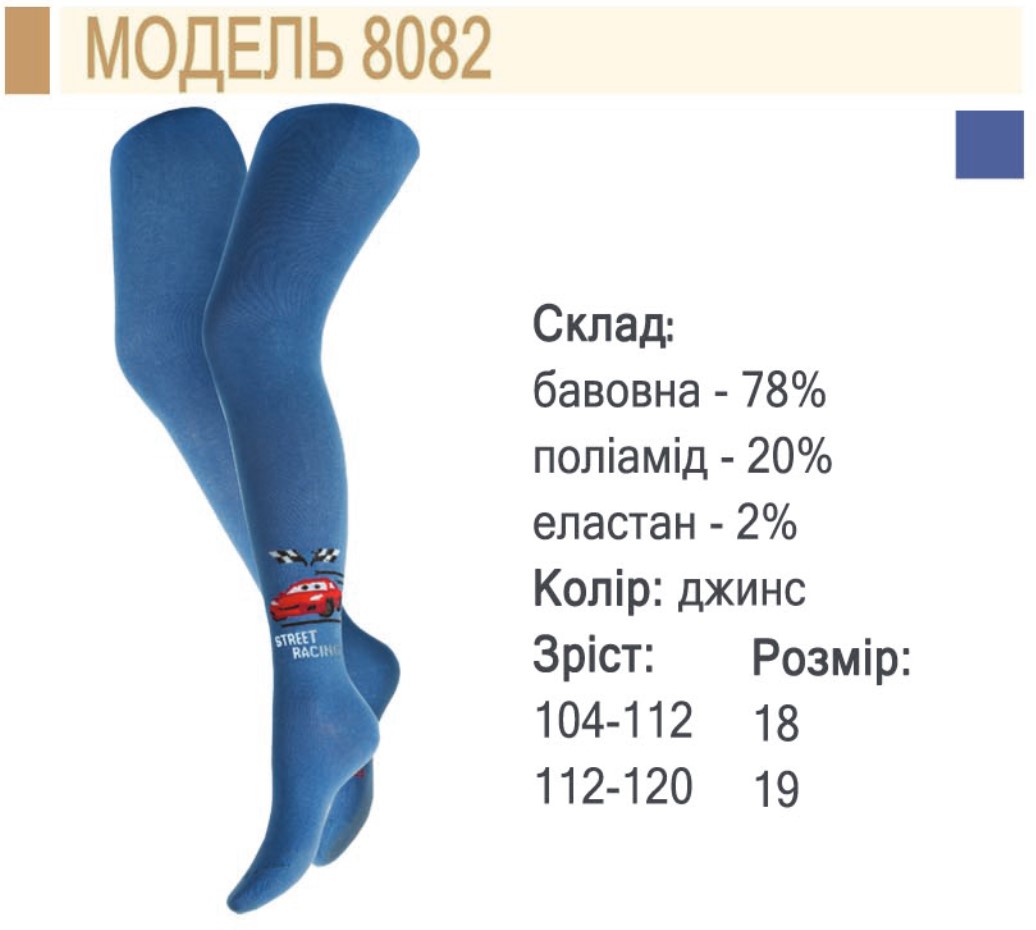 МОДЕЛЬ 8082
Склад:
бавовна - 78%
поліамід - 20%
еластан - 2%
Колір: джинс
Зріст: Розмір:
104-112 18
112-120 19
STREET
RACING